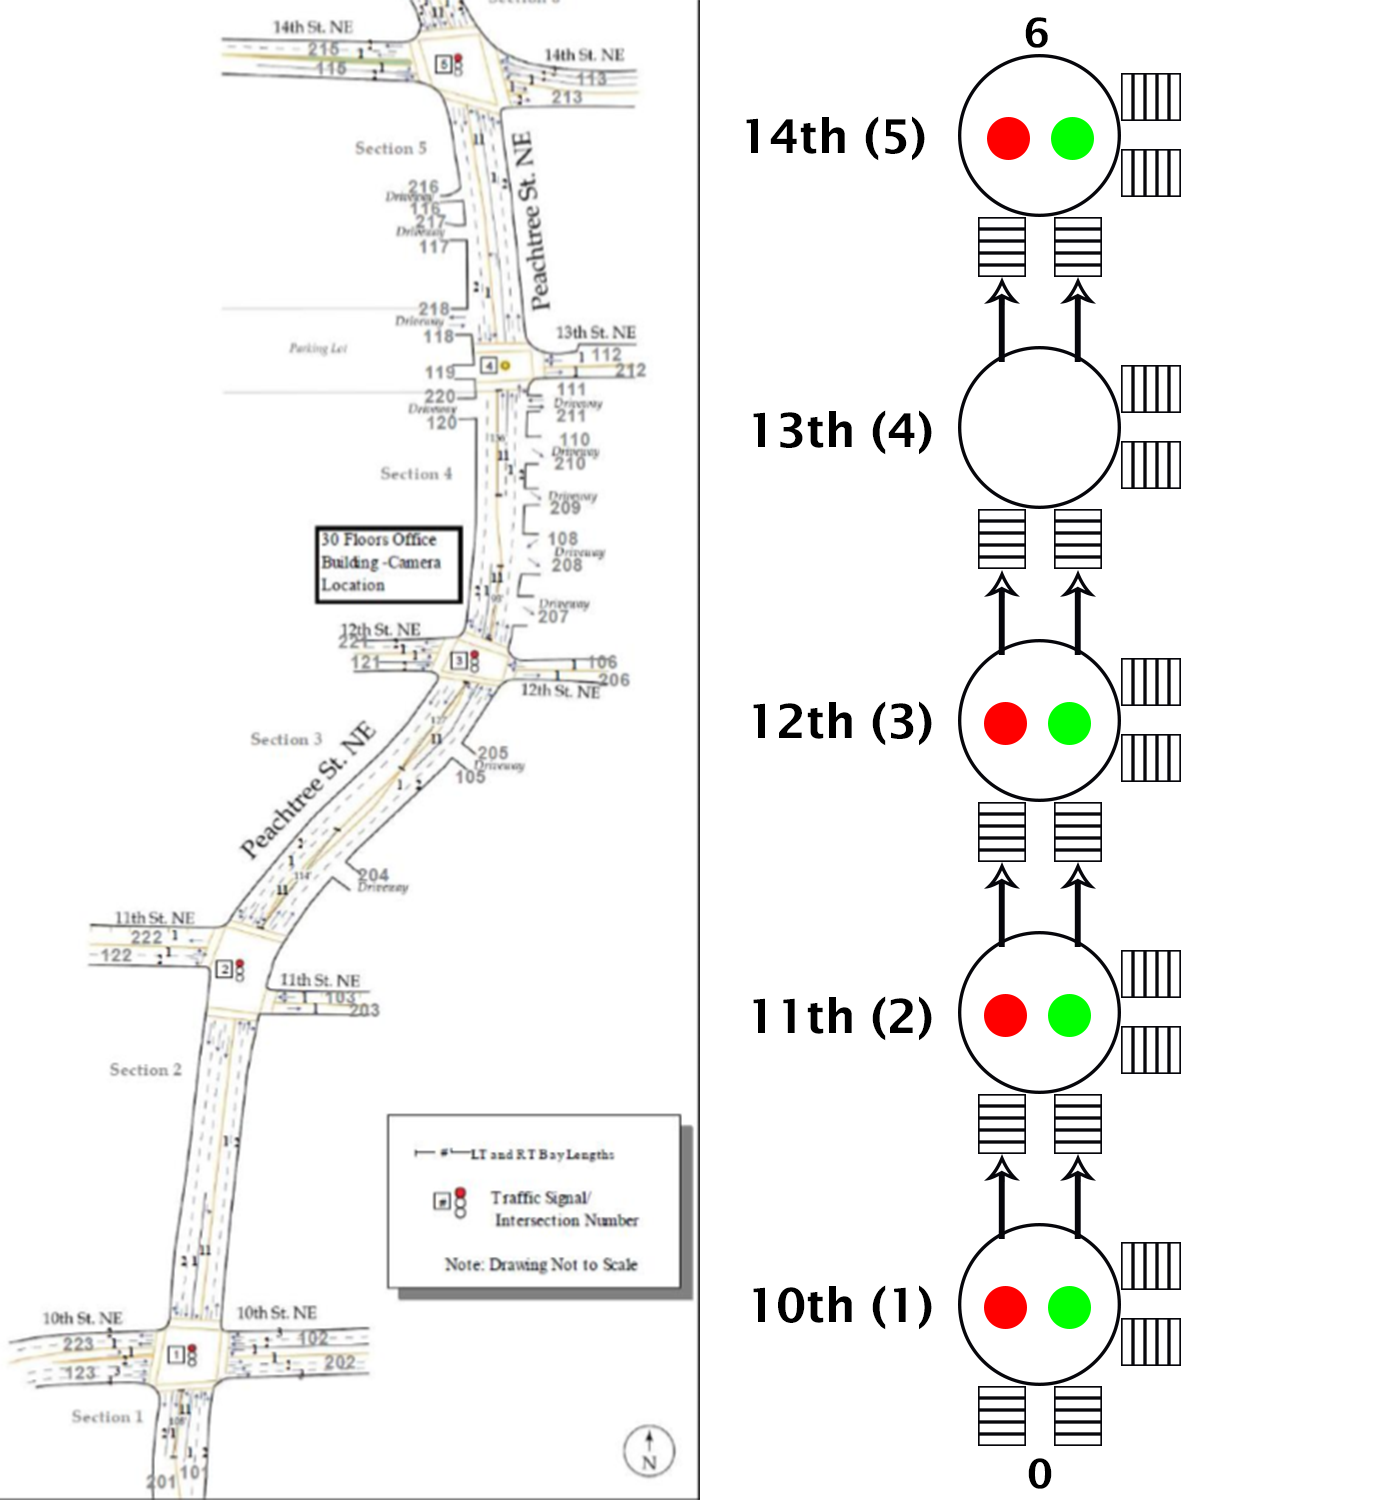 14th St. NE
215
115
5
14th St. NE
113
213
11
Section 5
Peachtree St. NE
216
Driveway
116
217
Driveway
117
218
Driveway
118
Parking Lot
119
220
Driveway
120
4
13th St. NE
112
212
111
Driveway
211
110
Driveway
210
Driveway
209
108
Driveway
208
Driveway
207
Section 4
30 Floors Office
Building -Camera
Location
12th St. NE
221
121
3
106
206
12th St. NE
Section 3
Peachtree St. NE
205
Driveway
105
204
Driveway
11th St. NE
222
122
2
11th St. NE
103
203
Section 2
LT and RT Bay Lengths
#
Traffic Signal/
Intersection Number
Note: Drawing Not to Scale
10th St. NE
223
123
1
10th St. NE
102
202
Section 1
201
101
N
6
14th (5)
13th (4)
12th (3)
11th (2)
10th (1)
0